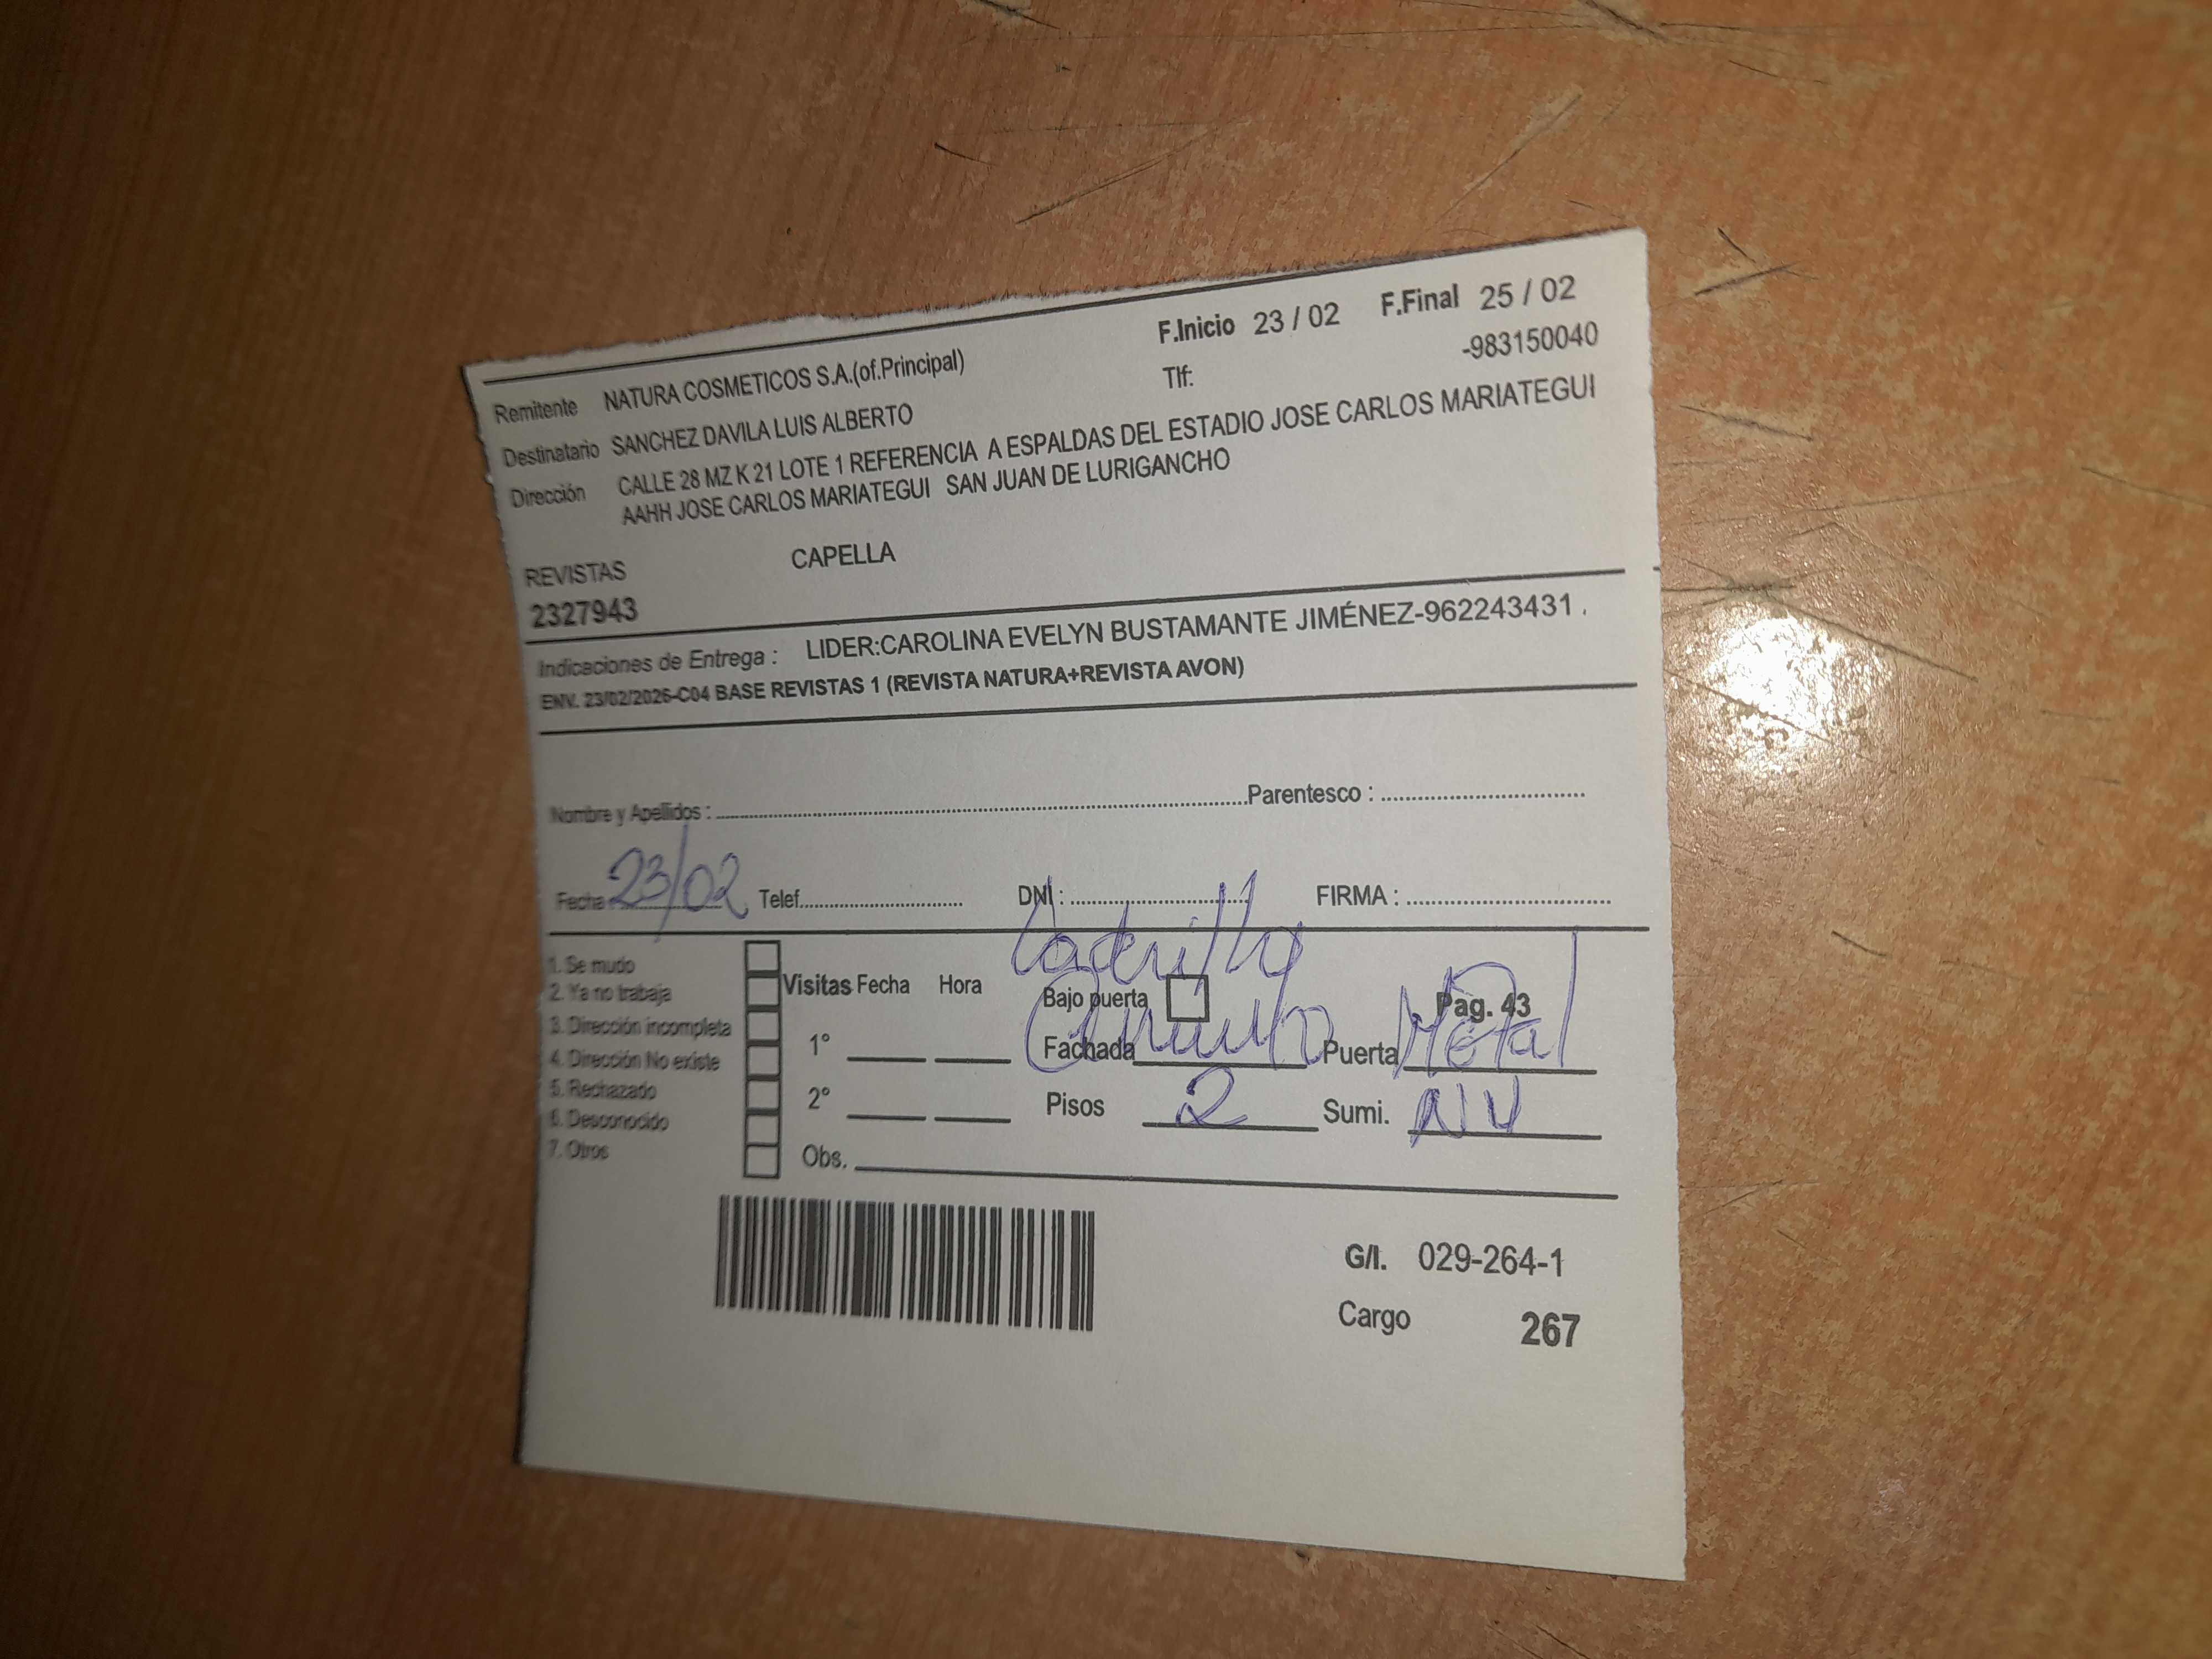 F.Inicio 23 / 02 F.Final 25 / 02
Remitente NATURA COSMETICOS S.A.(of.Principal) Tlf: -983150040
Destinatario SANCHEZ DAVILA LUIS ALBERTO
Dirección CALLE 28 MZ K 21 LOTE 1 REFERENCIA A ESPALDAS DEL ESTADIO JOSE CARLOS MARIATEGUI
AAHH JOSE CARLOS MARIATEGUI SAN JUAN DE LURIGANCHO
REVISTAS CAPELLA
2327943
Indicaciones de Entrega : LIDER:CAROLINA EVELYN BUSTAMANTE JIMÉNEZ-962243431 .
ENV. 23/02/2026-C04 BASE REVISTAS 1 (REVISTA NATURA+REVISTA AVON)
Nombre y Apellidos : Parentesco :
Fecha 23/02 Telef. DNI : FIRMA :
1. Se mudo
2. Ya no trabaja
3. Dirección incompleta
4. Dirección No existe
5. Rechazado
6. Desconocido
7. Otros
Visitas Fecha Hora
1°
2°
Obs.
Ladrillo
Bajo puerta Pag. 43
Fachada Puerta Metal
Pisos 2 Sumi.
G/I. 029-264-1
Cargo 267